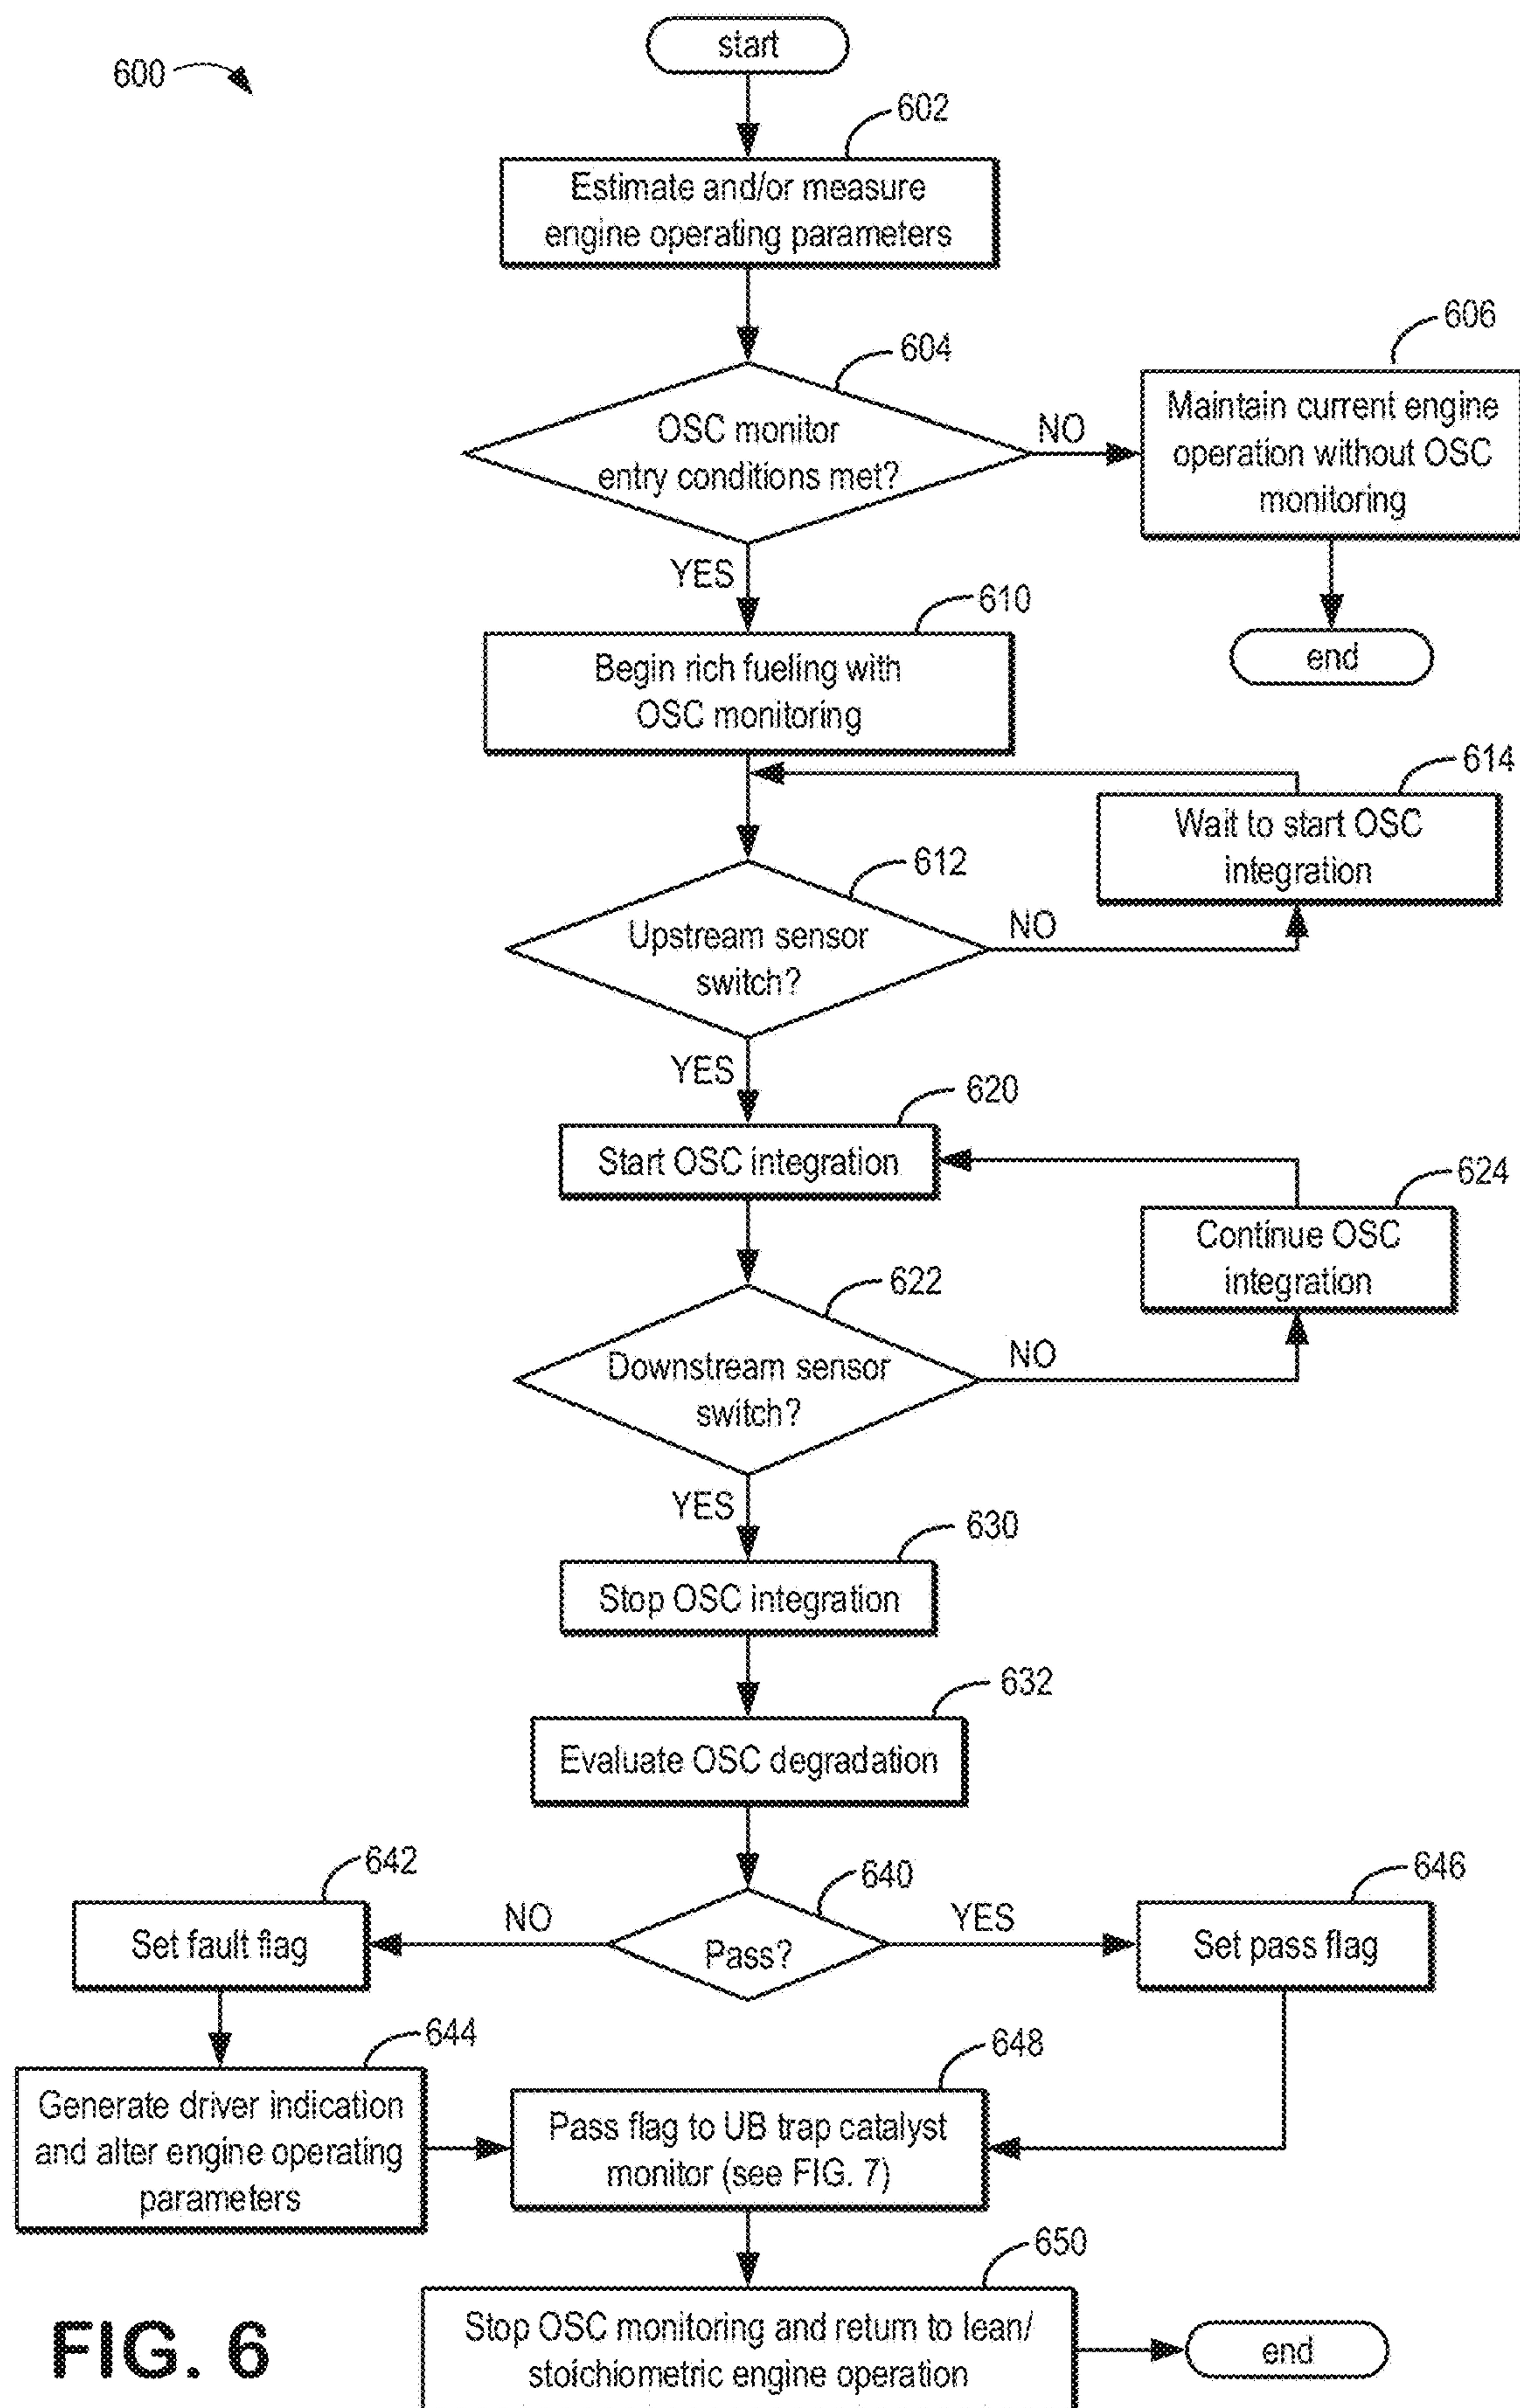 start
600
602
Estimate and/or measure
engine operating parameters
604
606
OSC monitor
entry conditions met?
NO
Maintain current engine
operation without OSC
monitoring
YES
end
610
Begin rich fueling with
OSC monitoring
614
Wait to start OSC
integration
612
Upstream sensor
switch?
NO
YES
620
Start OSC integration
624
Continue OSC
integration
622
Downstream sensor
switch?
NO
YES
630
Stop OSC integration
632
Evaluate OSC degradation
642
640
646
Set fault flag
NO
Pass?
YES
Set pass flag
644
648
Generate driver indication
and alter engine operating
parameters
Pass flag to UB trap catalyst
monitor (see FIG. 7)
650
Stop OSC monitoring and return to lean/
stoichiometric engine operation
end
FIG. 6